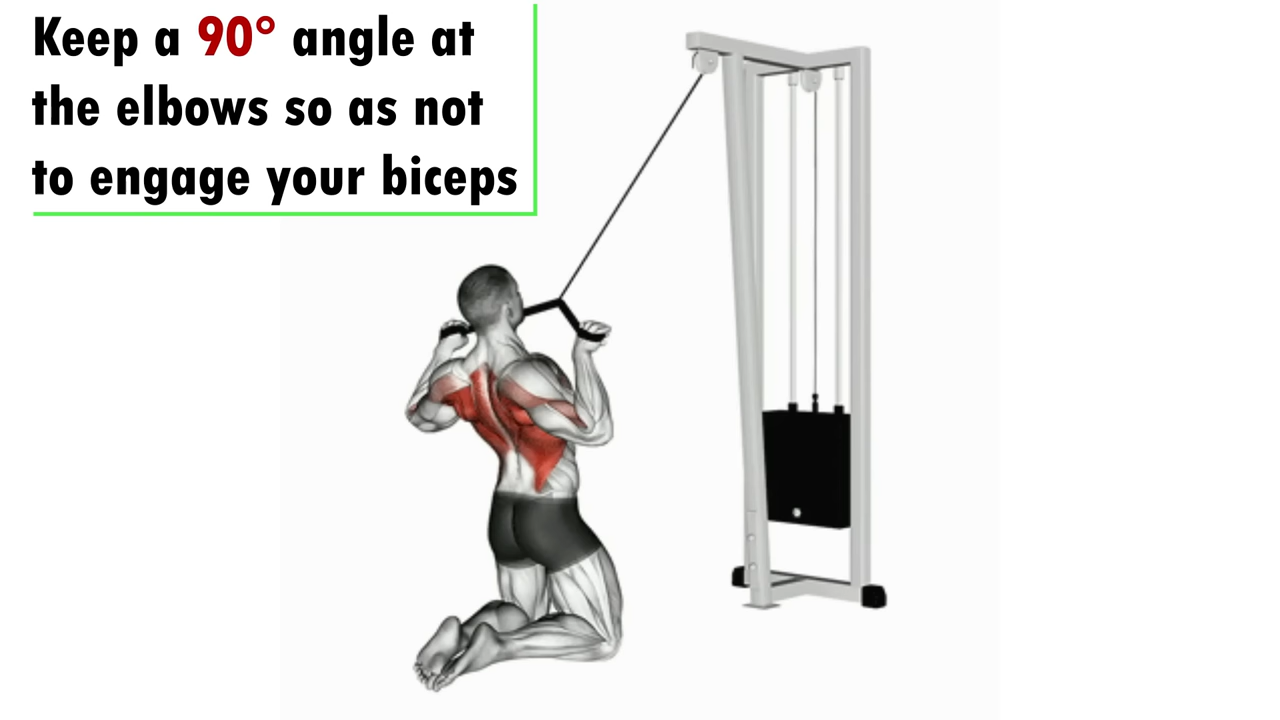 Keep a 90° angle at
the elbows so as not
to engage your biceps